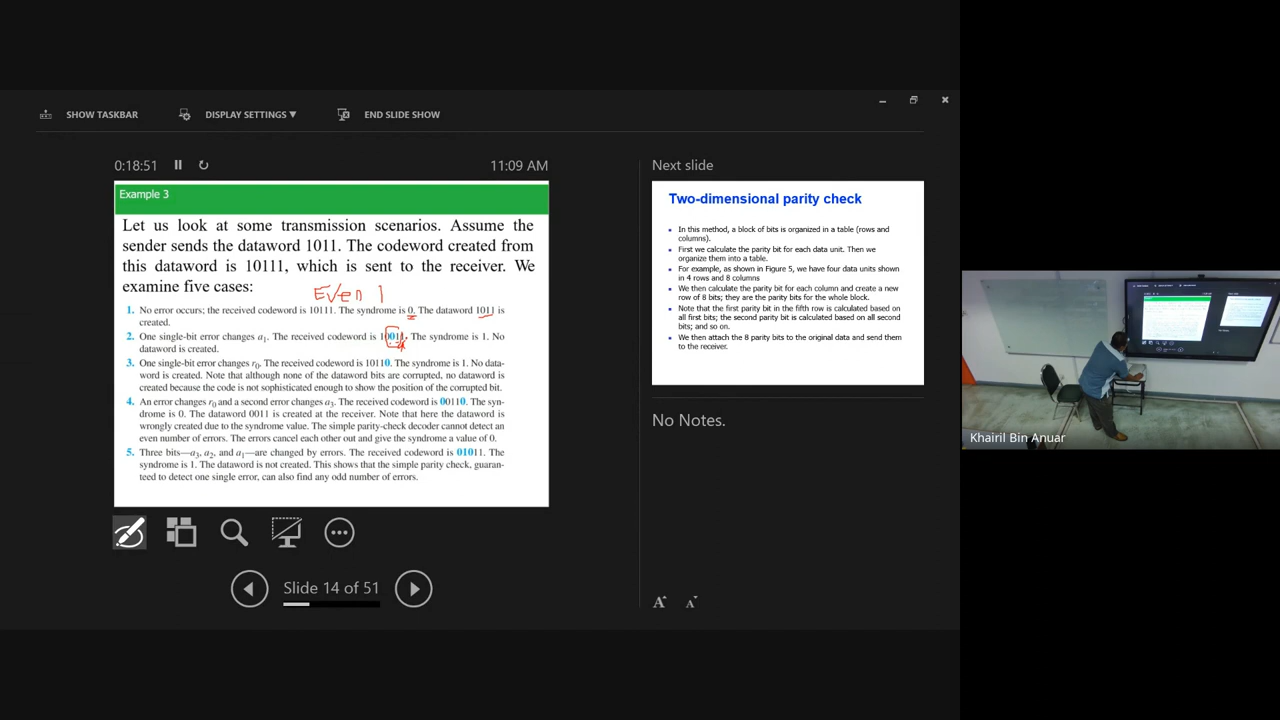 SHOW TASKBAR
DISPLAY SETTINGS ▼
END SLIDE SHOW
0:18:51
11:09 AM
Example 3
Let us look at some transmission scenarios. Assume the
sender sends the dataword 1011. The codeword created from
this dataword is 10111, which is sent to the receiver. We
examine five cases:
Even 1
1. No error occurs; the received codeword is 10111. The syndrome is 0. The dataword 1011 is
created.
2. One single-bit error changes a1. The received codeword is 10011. The syndrome is 1. No
dataword is created.
3. One single-bit error changes r0. The received codeword is 10110. The syndrome is 1. No data-
word is created. Note that although none of the dataword bits are corrupted, no dataword is
created because the code is not sophisticated enough to show the position of the corrupted bit.
4. An error changes r0 and a second error changes a3. The received codeword is 00110. The syn-
drome is 0. The dataword 0011 is created at the receiver. Note that here the dataword is
wrongly created due to the syndrome value. The simple parity-check decoder cannot detect an
even number of errors. The errors cancel each other out and give the syndrome a value of 0.
5. Three bits—a3, a2, and a1—are changed by errors. The received codeword is 01011. The
syndrome is 1. The dataword is not created. This shows that the simple parity check, guaran-
teed to detect one single error, can also find any odd number of errors.
Slide 14 of 51
Next slide
Two-dimensional parity check
In this method, a block of bits is organized in a table (rows and
columns).
First we calculate the parity bit for each data unit. Then we
organize them into a table.
For example, as shown in Figure 5, we have four data units shown
in 4 rows and 8 columns
We then calculate the parity bit for each column and create a new
row of 8 bits; they are the parity bits for the whole block.
Note that the first parity bit in the fifth row is calculated based on
all first bits; the second parity bit is calculated based on all second
bits; and so on.
We then attach the 8 parity bits to the original data and send them
to the receiver.
No Notes.
A A
Khairil Bin Anuar